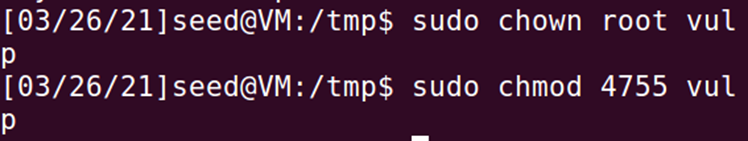 [03/26/21]seed@VM:/tmp$ sudo chown root vul
p
[03/26/21]seed@VM:/tmp$ sudo chmod 4755 vul
p